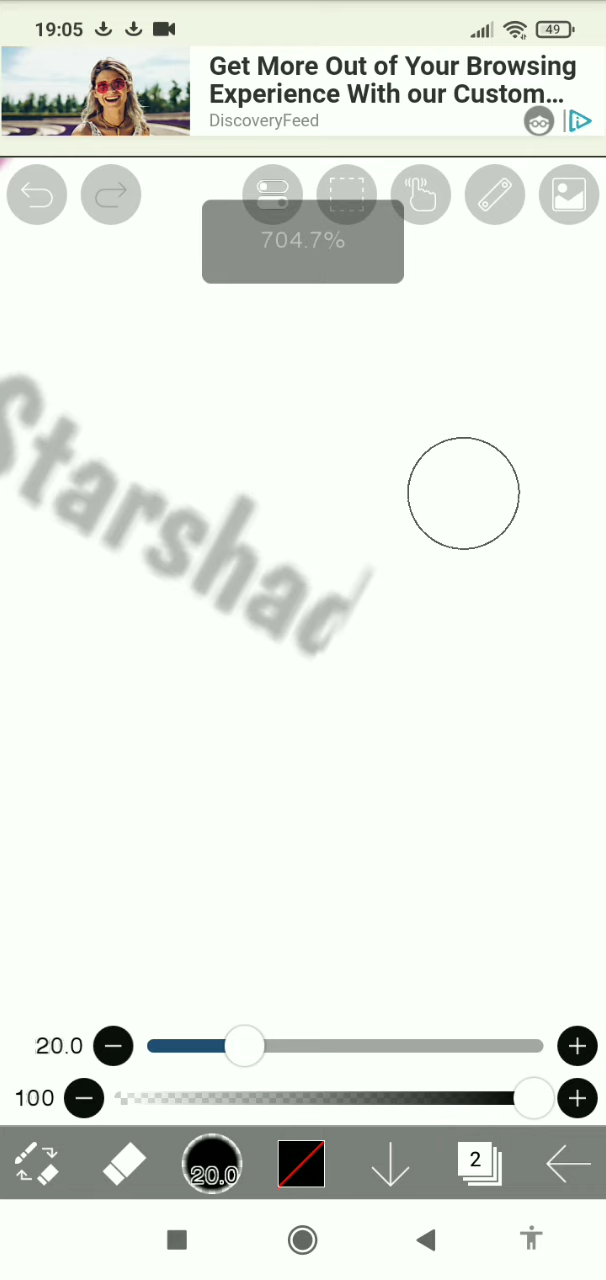 19:05
49
Get More Out of Your Browsing
Experience With our Custom...
DiscoveryFeed
704.7%
Starshad
20.0
100
20.0
2